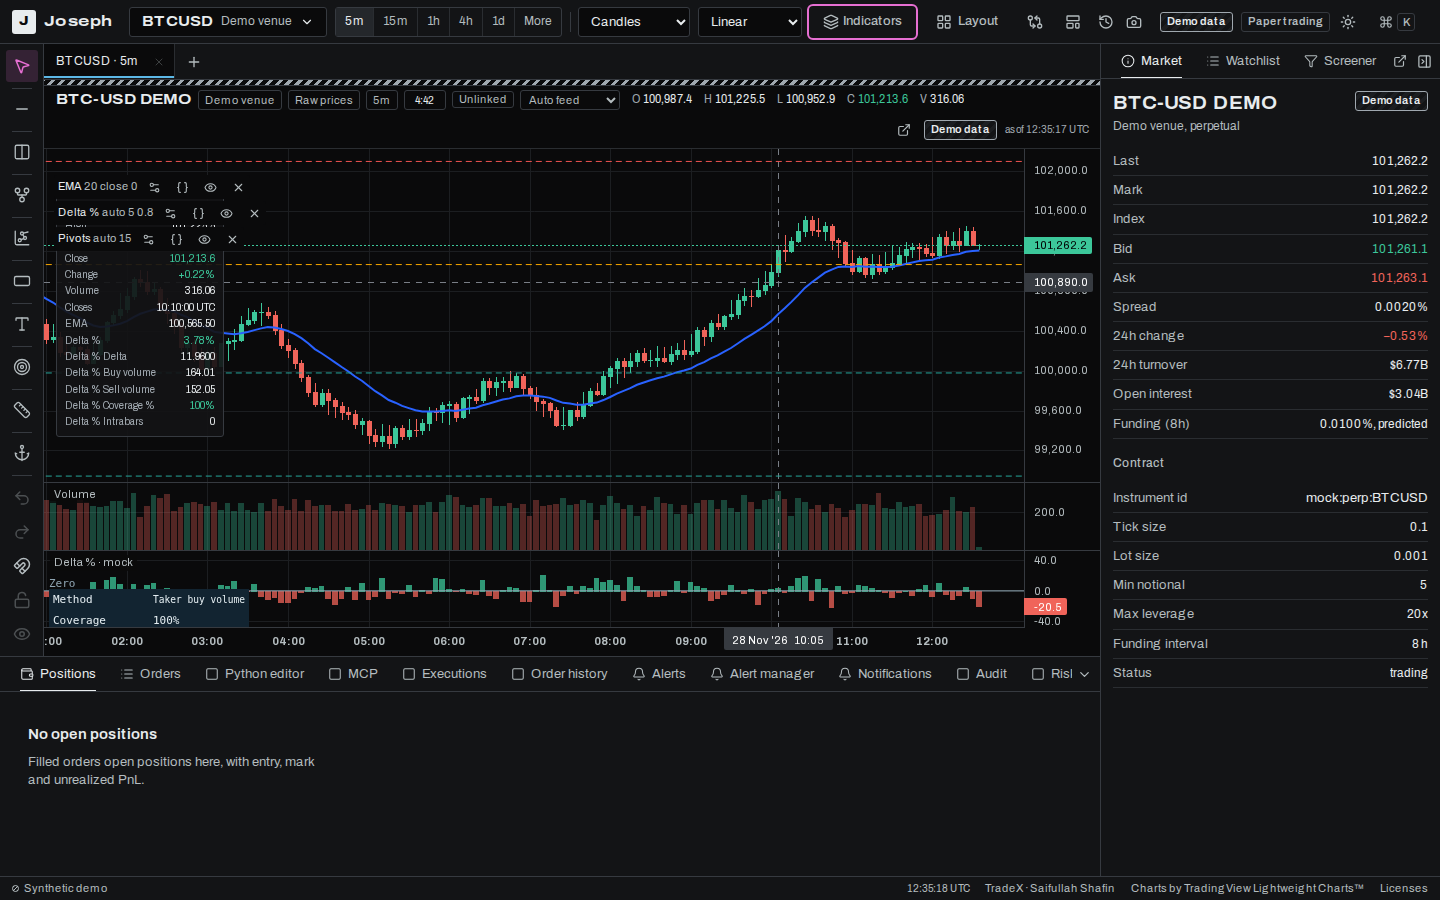 J Joseph BTCUSD Demo venue 5m 15m 1h 4h 1d More Candles Linear Indicators Layout Demo data Paper trading ⌘ K
BTCUSD · 5m
Market Watchlist Screener
BTC-USD DEMO Demo venue Raw prices 5m 4:42 Unlinked Auto feed O 100,987.4 H 101,225.5 L 100,952.9 C 101,213.6 V 316.06
Demo data as of 12:35:17 UTC
EMA 20 close 0
Delta % auto 5 0.8
Pivots auto 15
Close 101,213.6
Change +0.22%
Volume 316.06
Closes 10:10:00 UTC
EMA 100,565.50
Delta % 3.78%
Delta % Delta 11.9600
Delta % Buy volume 164.01
Delta % Sell volume 152.05
Delta % Coverage % 100%
Delta % Intrabars 0
102,000.0
101,600.0
101,262.2
100,890.0
100,400.0
100,000.0
99,600.0
99,200.0
Volume
200.0
Delta % · mock
40.0
Zero
0.0
-20.5
-40.0
Method Taker buy volume
Coverage 100%
:00 02:00 03:00 04:00 05:00 06:00 07:00 08:00 09:00 28 Nov '26 10:05 11:00 12:00
BTC-USD DEMO Demo data
Demo venue, perpetual
Last 101,262.2
Mark 101,262.2
Index 101,262.2
Bid 101,261.1
Ask 101,263.1
Spread 0.0020%
24h change −0.53%
24h turnover $6.77B
Open interest $3.04B
Funding (8h) 0.0100%, predicted
Contract
Instrument id mock:perp:BTCUSD
Tick size 0.1
Lot size 0.001
Min notional 5
Max leverage 20x
Funding interval 8h
Status trading
Positions Orders Python editor MCP Executions Order history Alerts Alert manager Notifications Audit
No open positions
Filled orders open positions here, with entry, mark
and unrealized PnL.
Synthetic demo 12:35:18 UTC TradeX · Saifullah Shafin Charts by TradingView Lightweight Charts™ Licenses